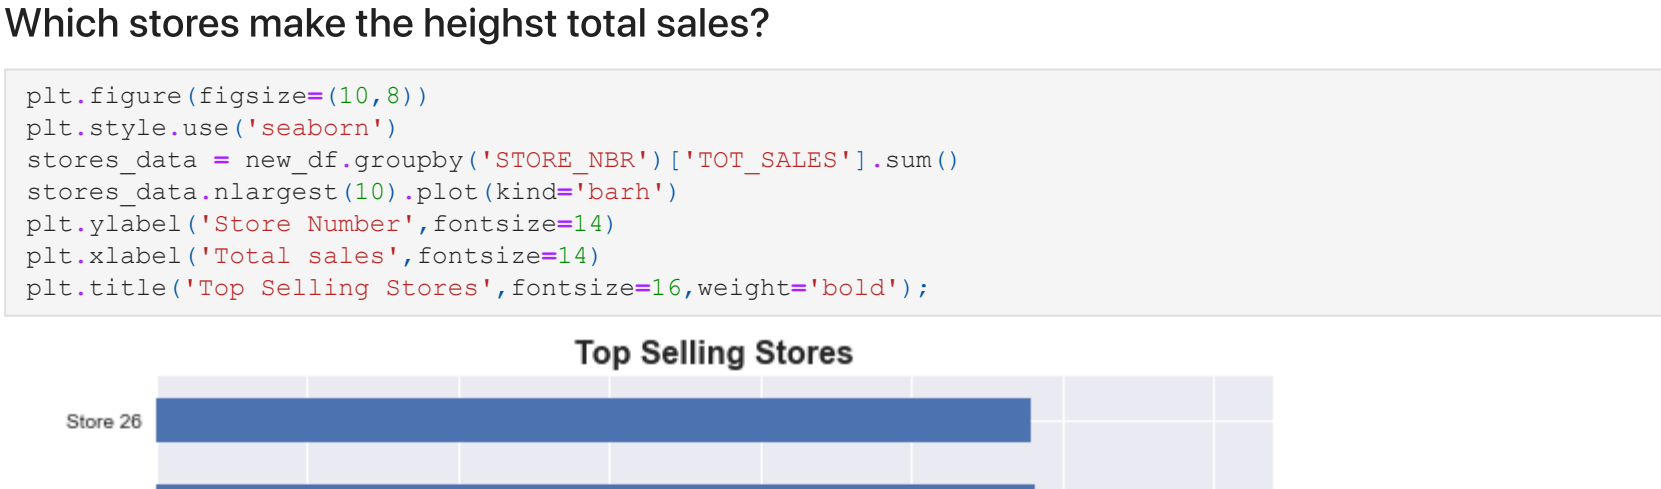 Which stores make the heighst total sales?
plt.figure(figsize=(10,8))
plt.style.use('seaborn')
stores_data = new_df.groupby('STORE_NBR')['TOT_SALES'].sum()
stores_data.nlargest(10).plot(kind='barh')
plt.ylabel('Store Number',fontsize=14)
plt.xlabel('Total sales',fontsize=14)
plt.title('Top Selling Stores',fontsize=16,weight='bold');
Top Selling Stores
Store 26